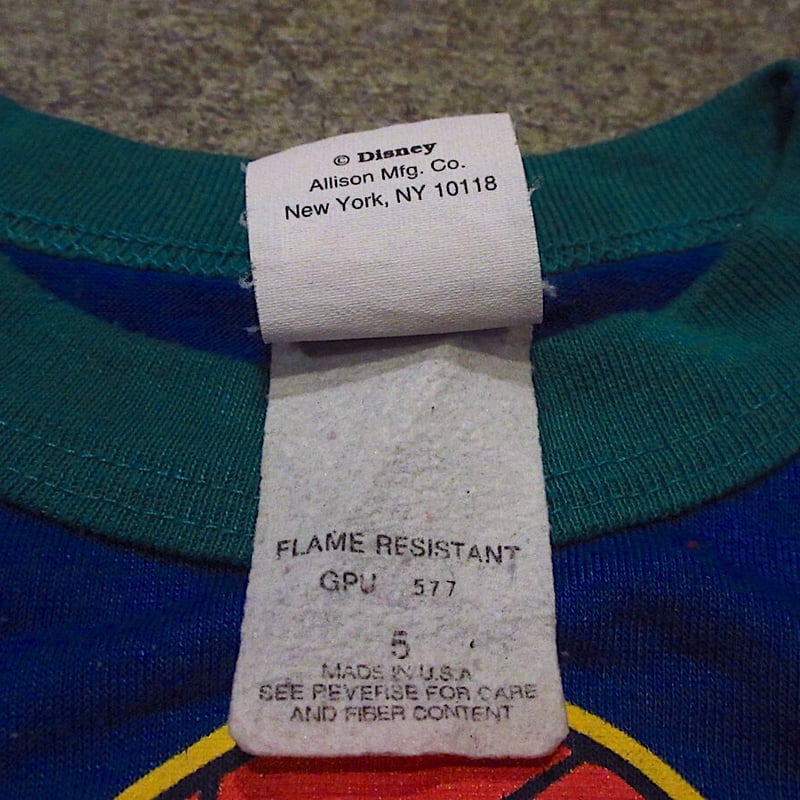 © Disney
Allison Mfg. Co.
New York, NY 10118
FLAME RESISTANT
GPU 577
5
MADE IN U.S.A
SEE REVERSE FOR CARE
AND FIBER CONTENT